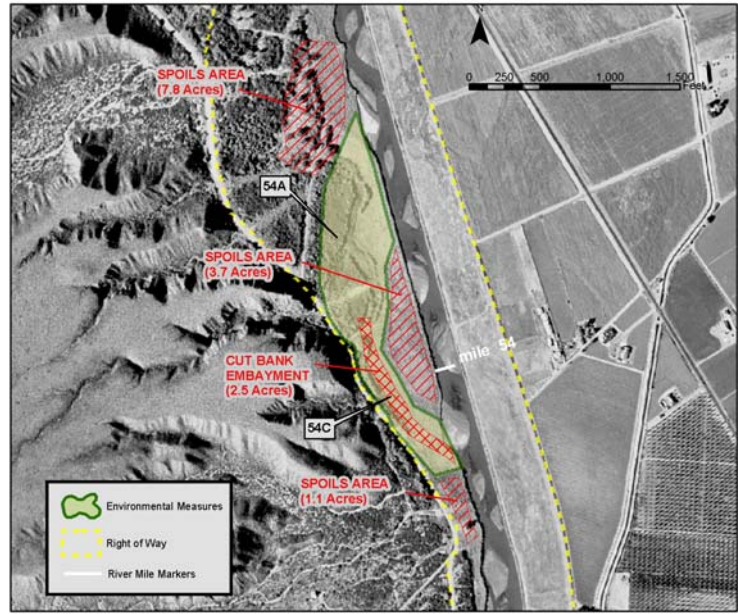 0 250 500 1,000 1,500
Feet
SPOILS AREA
(7.8 Acres)
54A
SPOILS AREA
(3.7 Acres)
mile 54
CUT BANK
EMBAYMENT
(2.5 Acres)
54C
SPOILS AREA
(1.1 Acres)
Environmental Measures
Right of Way
River Mile Markers